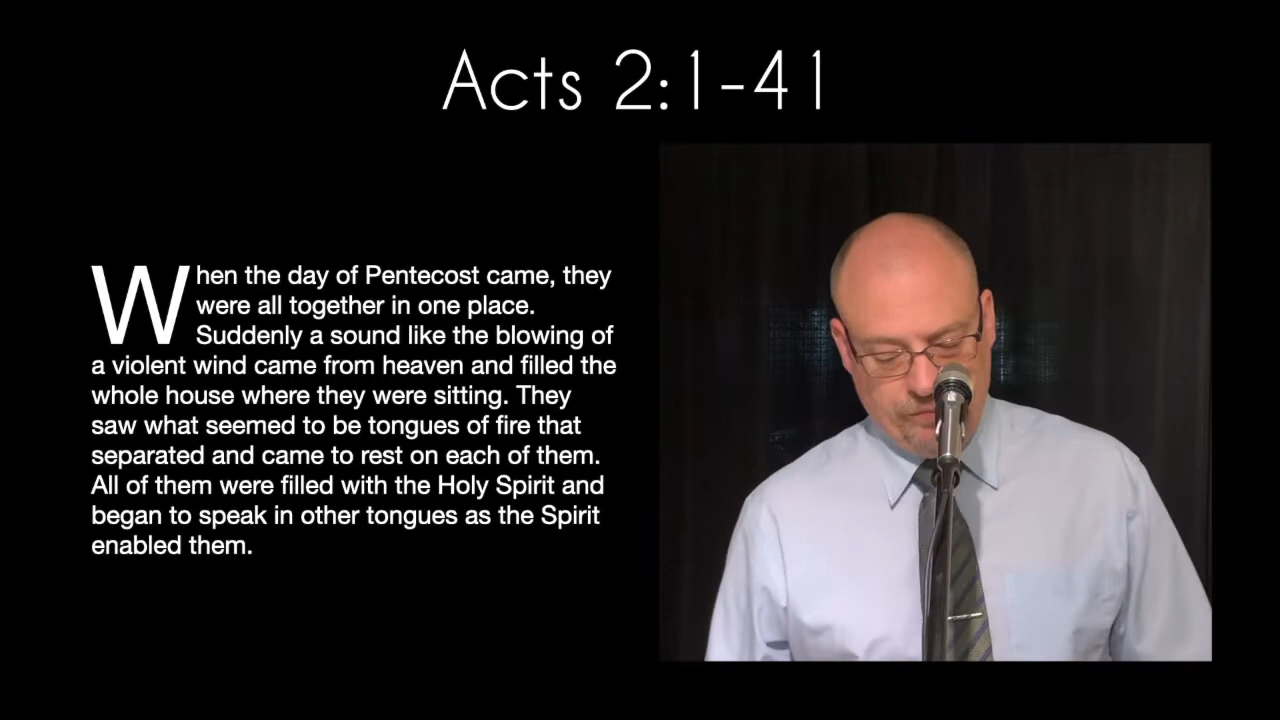 Acts 2:1-41
When the day of Pentecost came, they
were all together in one place.
Suddenly a sound like the blowing of
a violent wind came from heaven and filled the
whole house where they were sitting. They
saw what seemed to be tongues of fire that
separated and came to rest on each of them.
All of them were filled with the Holy Spirit and
began to speak in other tongues as the Spirit
enabled them.